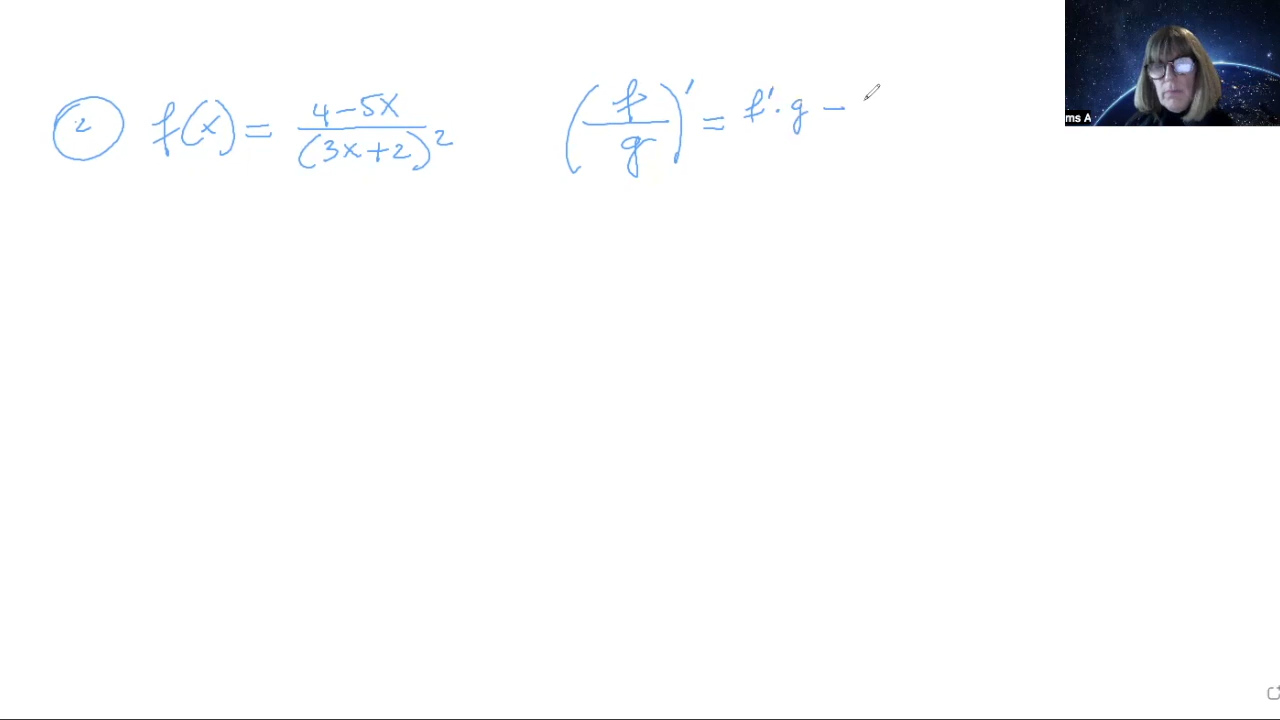 ② f(x) = (4-5x)/(3x+2)² (f/g)' = f'·g -
ms A